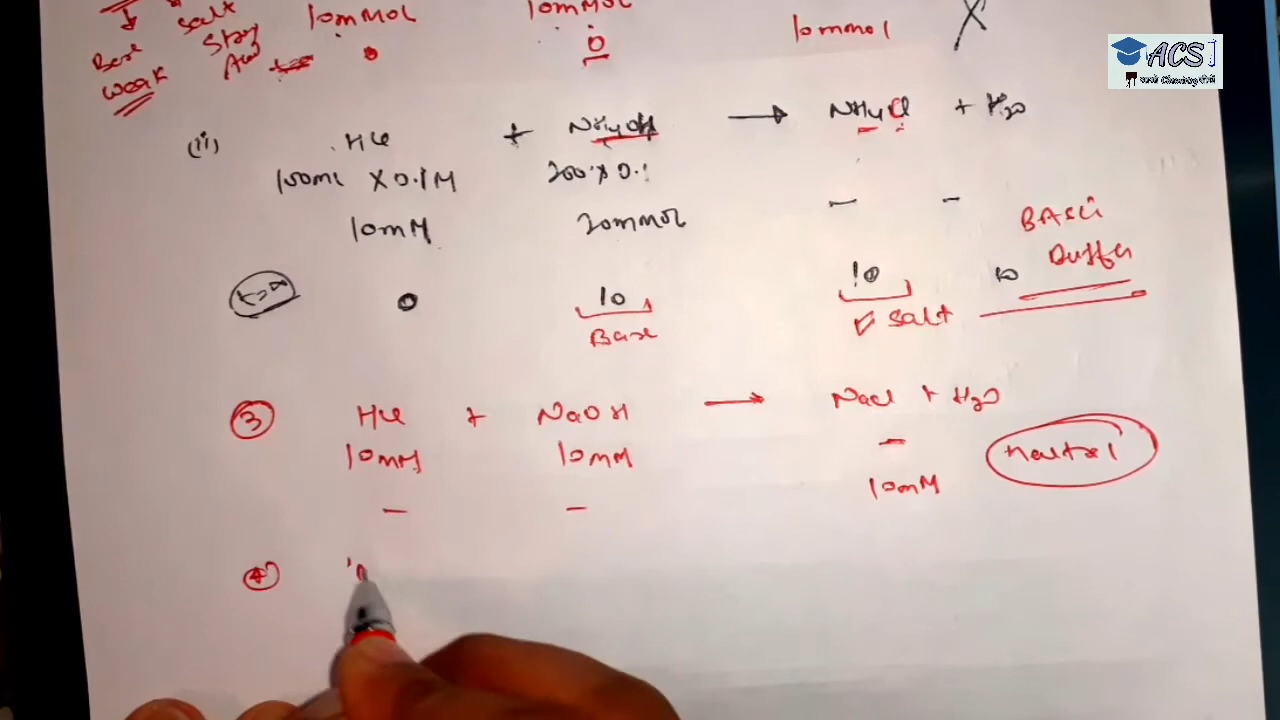 salt 10mmol 10mmol 10mmol X
Base Strong 0
weak
ACS
(ii) HCl + NH4OH → NH4Cl + H2O
100ml X 0.1M 200 X 0.1
10mM 20mmol — —
BASic
Buffer
t=∞ 0 10 10 10
Base salt
3 HCl + NaOH → NaCl + H2O
10mM 10mM — neutral
— — 10mM
4